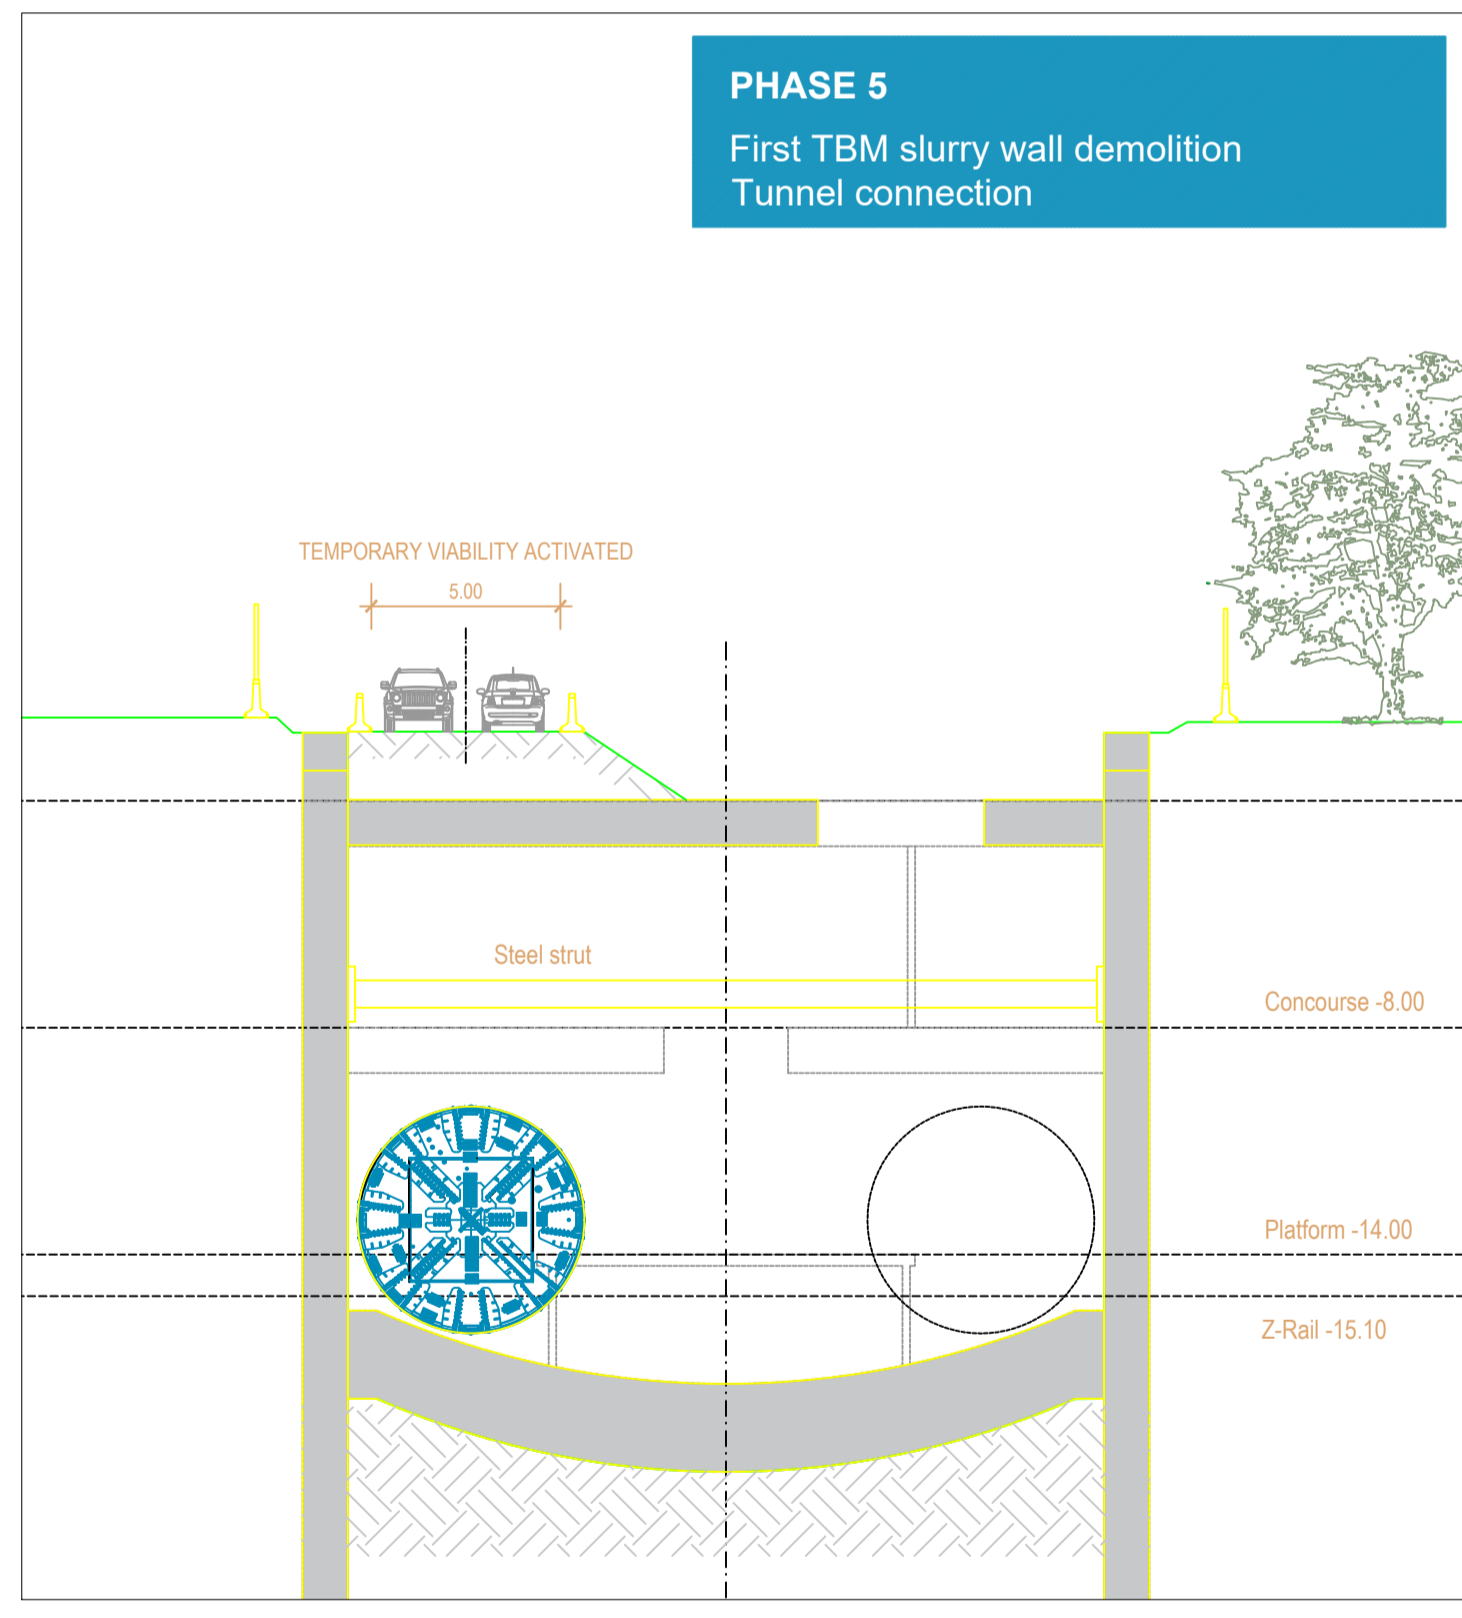 PHASE 5
First TBM slurry wall demolition
Tunnel connection
TEMPORARY VIABILITY ACTIVATED
5.00
Steel strut
Concourse -8.00
Platform -14.00
Z-Rail -15.10